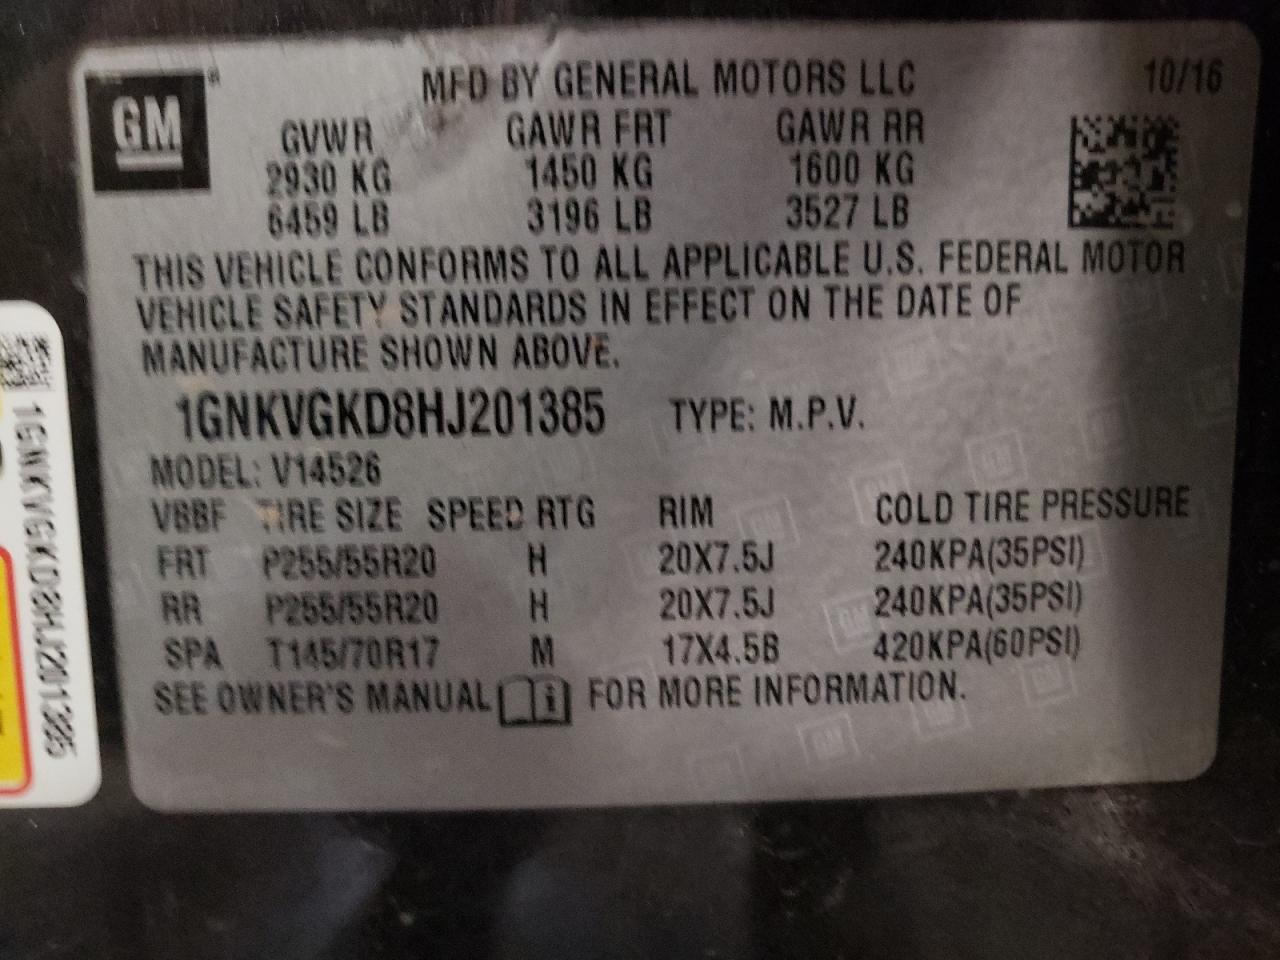 GM®
MFD BY GENERAL MOTORS LLC 10/16
GVWR GAWR FRT GAWR RR
2930 KG 1450 KG 1600 KG
6459 LB 3196 LB 3527 LB
THIS VEHICLE CONFORMS TO ALL APPLICABLE U.S. FEDERAL MOTOR
VEHICLE SAFETY STANDARDS IN EFFECT ON THE DATE OF
MANUFACTURE SHOWN ABOVE.
1GNKVGKD8HJ201385 TYPE: M.P.V.
MODEL: V14526
VBBF TIRE SIZE SPEED RTG RIM COLD TIRE PRESSURE
FRT P255/55R20 H 20X7.5J 240KPA(35PSI)
RR P255/55R20 H 20X7.5J 240KPA(35PSI)
SPA T145/70R17 M 17X4.5B 420KPA(60PSI)
SEE OWNER'S MANUAL FOR MORE INFORMATION.
1GNKVGKD8HJ201385